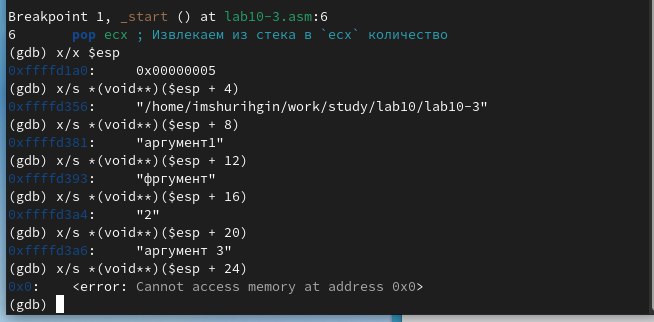 Breakpoint 1, _start () at lab10-3.asm:6
6 pop ecx ; Извлекаем из стека в `ecx` количество
(gdb) x/x $esp
0xffffd1a0: 0x00000005
(gdb) x/s *(void**)($esp + 4)
0xffffd356: "/home/imshurihgin/work/study/lab10/lab10-3"
(gdb) x/s *(void**)($esp + 8)
0xffffd381: "аргумент1"
(gdb) x/s *(void**)($esp + 12)
0xffffd393: "фргумент"
(gdb) x/s *(void**)($esp + 16)
0xffffd3a4: "2"
(gdb) x/s *(void**)($esp + 20)
0xffffd3a6: "аргумент 3"
(gdb) x/s *(void**)($esp + 24)
0x0: <error: Cannot access memory at address 0x0>
(gdb)